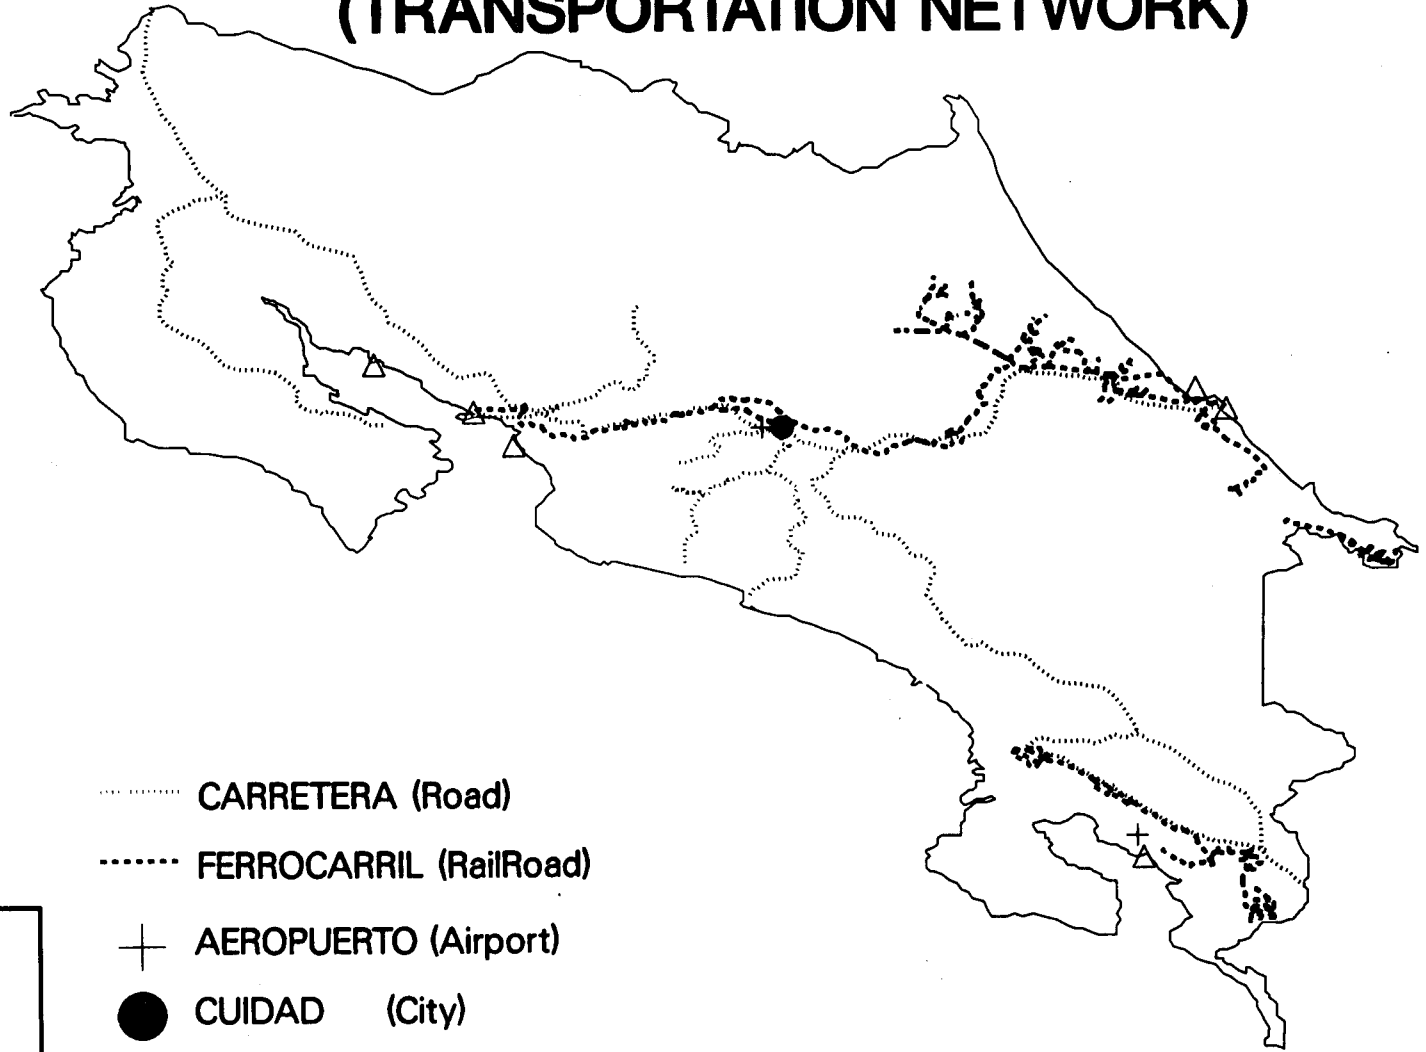 (TRANSPORTATION NETWORK)
CARRETERA (Road)
FERROCARRIL (RailRoad)
AEROPUERTO (Airport)
CUIDAD (City)